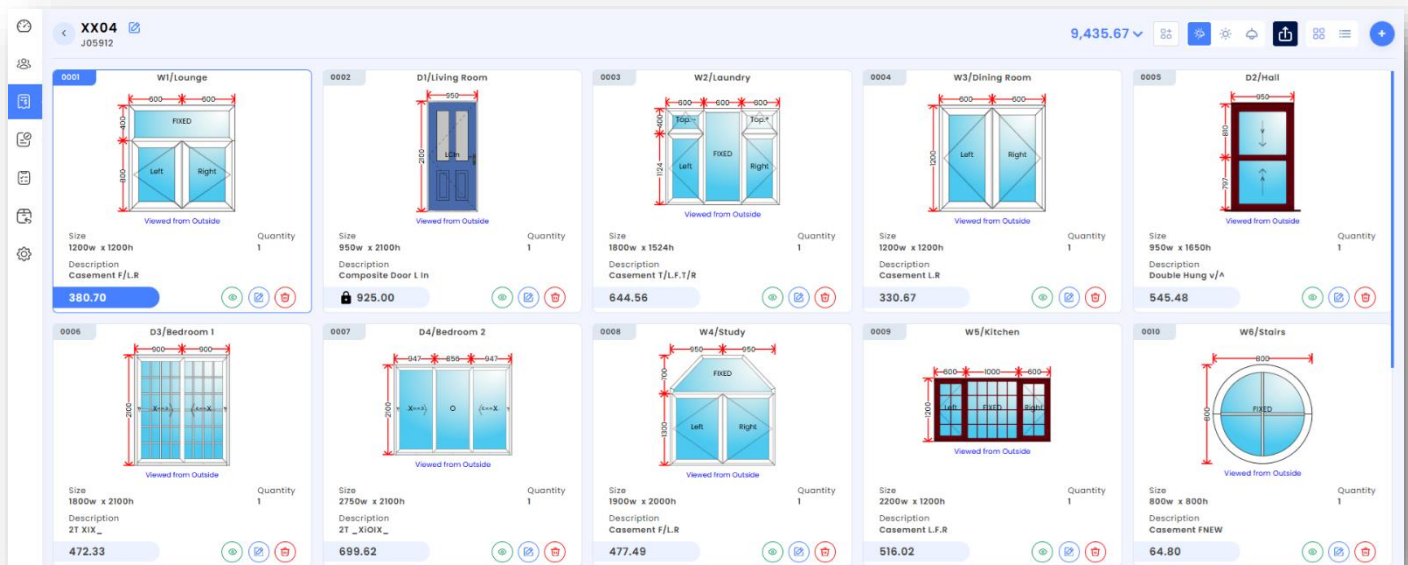 XX04
J05912
9,435.67
0001 W1/Lounge
600 600
400
FIXED
800
Left Right
Viewed from Outside
Size Quantity
1200w x 1200h 1
Description
Casement F/L.R
380.70
0002 D1/Living Room
950
2100
Viewed from Outside
Size Quantity
950w x 2100h 1
Description
Composite Door L In
925.00
0003 W2/Laundry
600 600 600
400
1124
Left FIXED Right
Viewed from Outside
Size Quantity
1800w x 1524h 1
Description
Casement T/L.F.T/R
644.56
0004 W3/Dining Room
600 600
1200
Left Right
Viewed from Outside
Size Quantity
1200w x 1200h 1
Description
Casement L.R
330.67
0005 D2/Hall
950
810
797
Viewed from Outside
Size Quantity
950w x 1650h 1
Description
Double Hung v/^
545.48
0006 D3/Bedroom 1
900 900
2100
Viewed from Outside
Size Quantity
1800w x 2100h 1
Description
2T XIX_
472.33
0007 D4/Bedroom 2
947 856 947
2100
O
Viewed from Outside
Size Quantity
2750w x 2100h 1
Description
2T _XiOIX_
699.62
0008 W4/Study
950 950
700
FIXED
1300
Left Right
Viewed from Outside
Size Quantity
1900w x 2000h 1
Description
Casement F/L.R
477.49
0009 W5/Kitchen
600 1000 600
1200
Left FIXED Right
Viewed from Outside
Size Quantity
2200w x 1200h 1
Description
Casement L.F.R
516.02
0010 W6/Stairs
800
800
FIXED
Viewed from Outside
Size Quantity
800w x 800h 1
Description
Casement FNEW
64.80